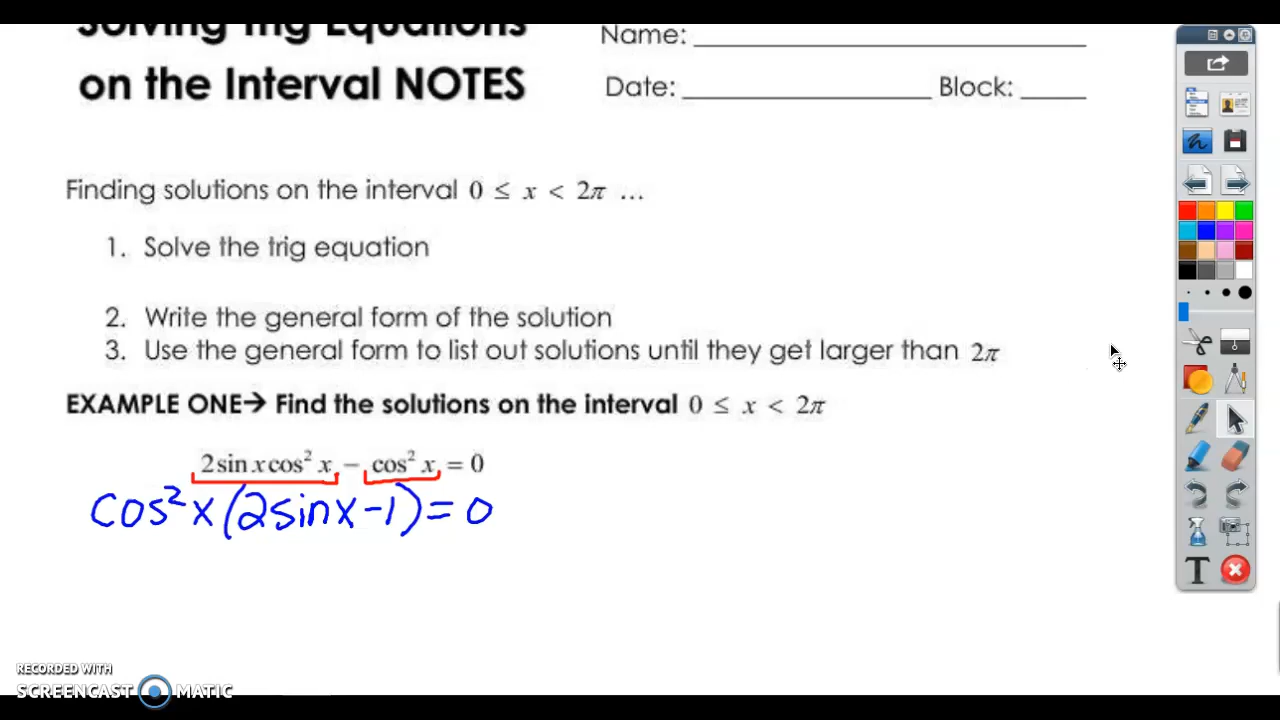 Solving Trig Equations
on the Interval NOTES
Name: ____________________
Date: ____________________ Block: _____
Finding solutions on the interval 0 ≤ x < 2π …
1. Solve the trig equation
2. Write the general form of the solution
3. Use the general form to list out solutions until they get larger than 2π
EXAMPLE ONE→ Find the solutions on the interval 0 ≤ x < 2π
2 sin x cos² x − cos² x = 0
cos²x(2sinx−1)=0
T
RECORDED WITH
SCREENCAST MATIC